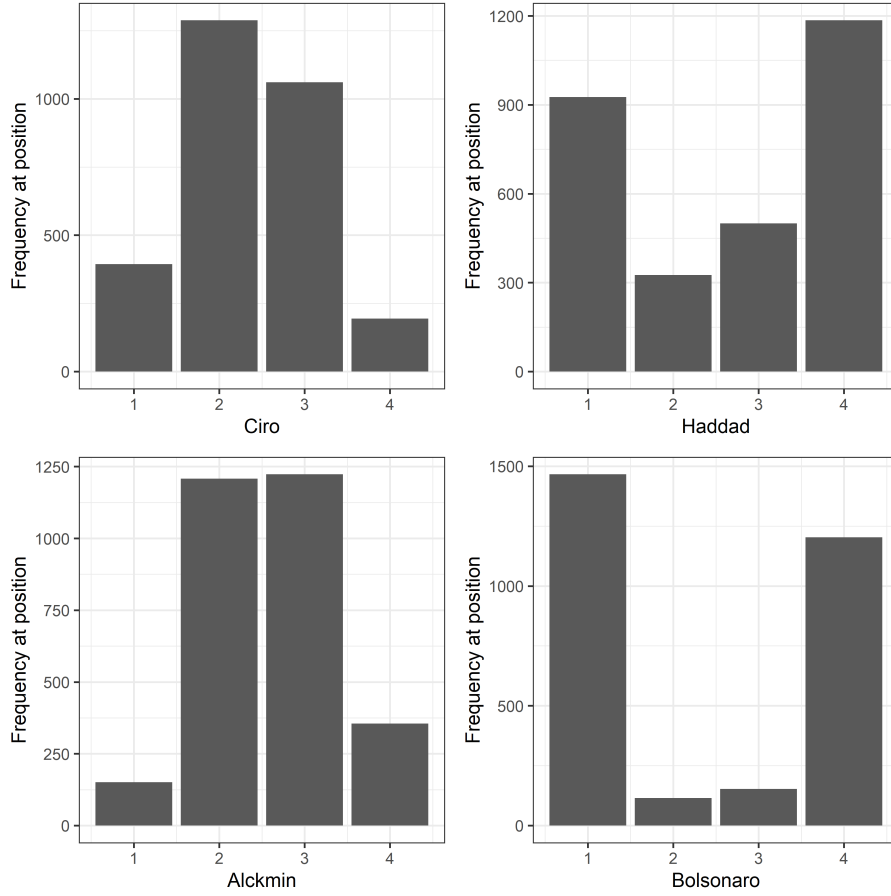 Frequency at position
1000
500
0
1 2 3 4
Ciro
Frequency at position
1200
900
600
300
0
1 2 3 4
Haddad
Frequency at position
1250
1000
750
500
250
0
1 2 3 4
Alckmin
Frequency at position
1500
1000
500
0
1 2 3 4
Bolsonaro